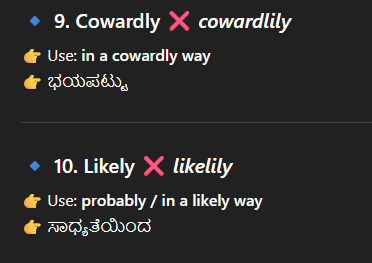 🔹 9. Cowardly ❌ cowardlily
👉 Use: in a cowardly way
👉 ಭಯಪಟ್ಟು
🔹 10. Likely ❌ likelily
👉 Use: probably / in a likely way
👉 ಸಾಧ್ಯತೆಯಿಂದ